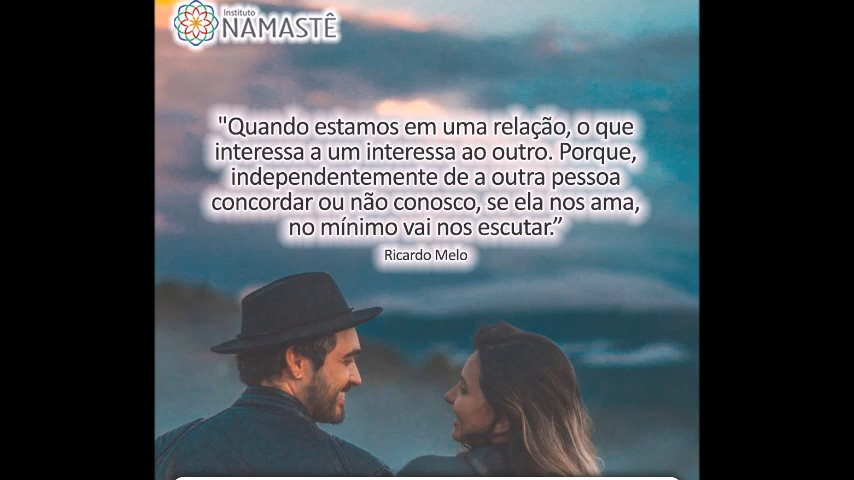 Instituto
NAMASTÊ
"Quando estamos em uma relação, o que
interessa a um interessa ao outro. Porque,
independentemente de a outra pessoa
concordar ou não conosco, se ela nos ama,
no mínimo vai nos escutar.”
Ricardo Melo